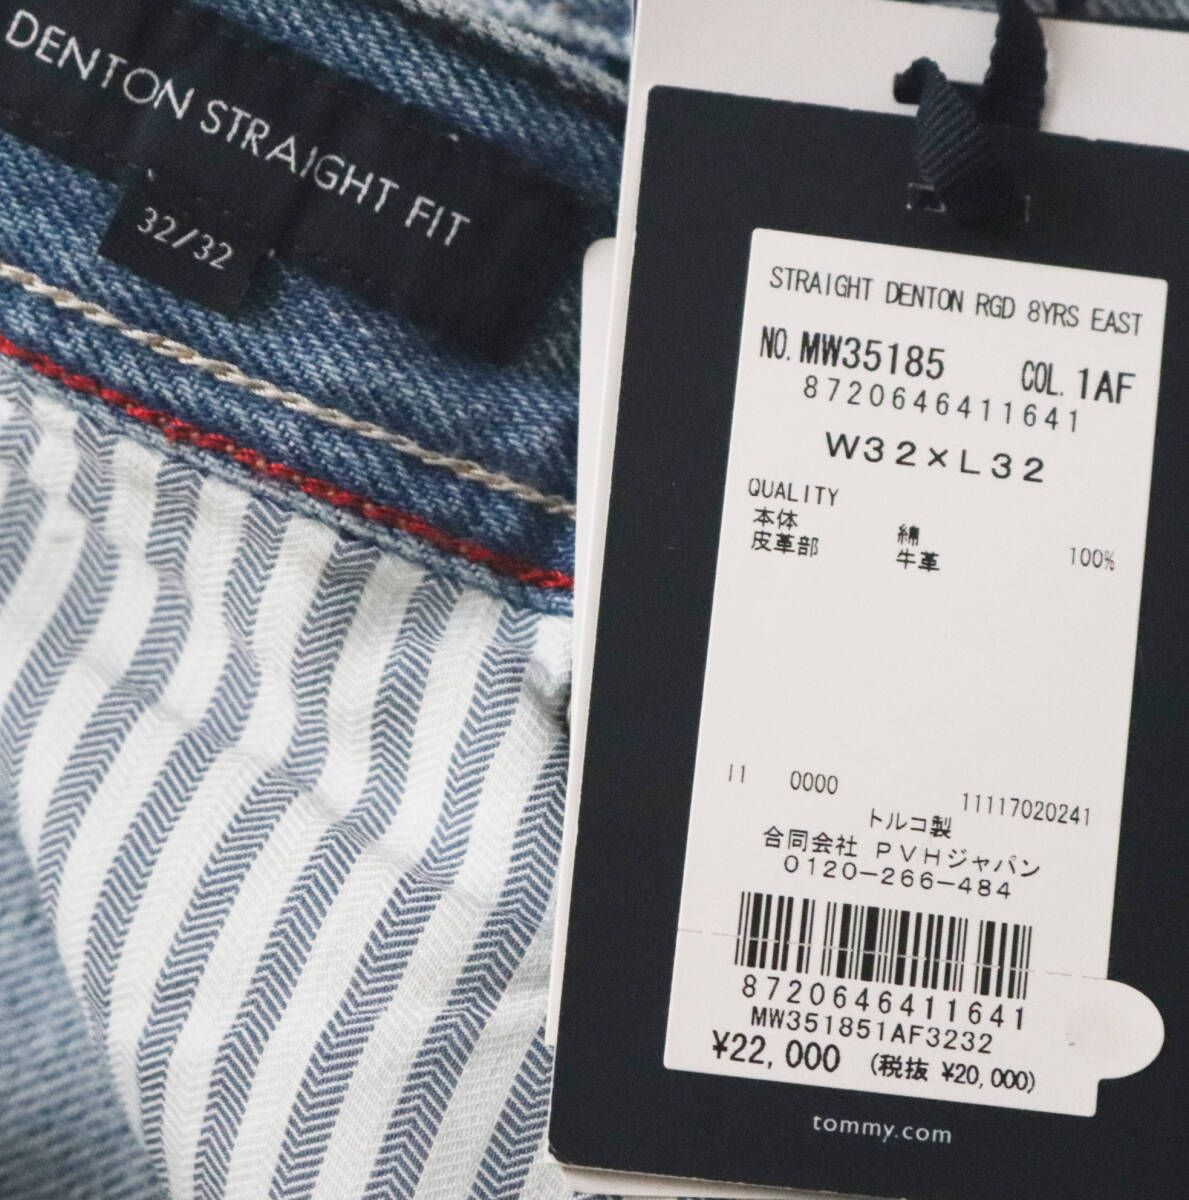 DENTON STRAIGHT FIT
32/32
STRAIGHT DENTON RGD 8YRS EAST
NO. MW35185 COL. 1AF
8720646411641
W32×L32
QUALITY
本体 綿 100%
皮革部 牛革
11 0000 11117020241
トルコ製
合同会社 PVHジャパン
0120-266-484
8720646411641
MW351851AF3232
¥22,000 (税抜 ¥20,000)
tommy.com